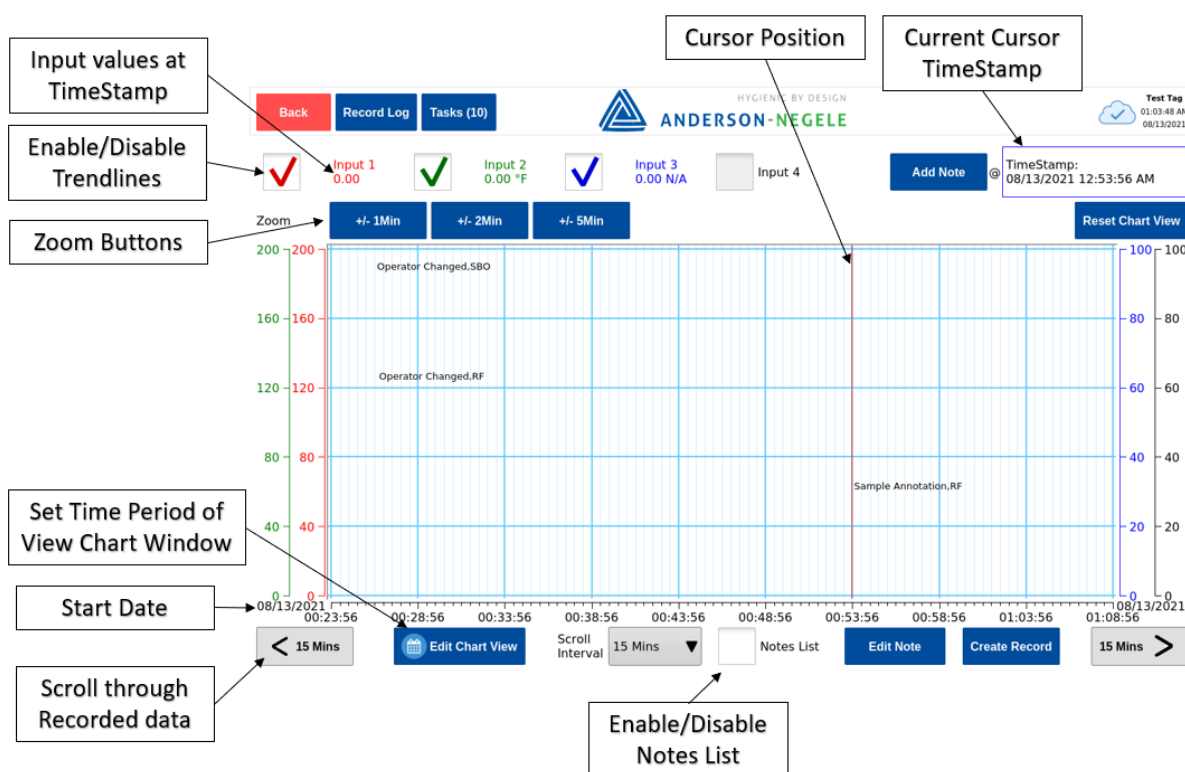 Cursor Position
Current Cursor
TimeStamp
Input values at
TimeStamp
Enable/Disable
Trendlines
Zoom Buttons
Set Time Period of
View Chart Window
Start Date
Scroll through
Recorded data
Enable/Disable
Notes List
Back
Record Log
Tasks (10)
HYGIENIC BY DESIGN
ANDERSON-NEGELE
Test Tag
01:03:48 AM
08/13/2021
Input 1
0.00
Input 2
0.00 °F
Input 3
0.00 N/A
Input 4
Add Note
@
TimeStamp:
08/13/2021 12:53:56 AM
Zoom
+/- 1Min
+/- 2Min
+/- 5Min
Reset Chart View
200 200 100 100
Operator Changed,SBO
160 160 80 80
Operator Changed,RF
120 120 60 60
80 80 40 40
Sample Annotation,RF
40 40 20 20
0 0 0 0
08/13/2021 08/13/2021
00:23:56 00:28:56 00:33:56 00:38:56 00:43:56 00:48:56 00:53:56 00:58:56 01:03:56 01:08:56
< 15 Mins
Edit Chart View
Scroll
Interval
15 Mins
Notes List
Edit Note
Create Record
15 Mins >